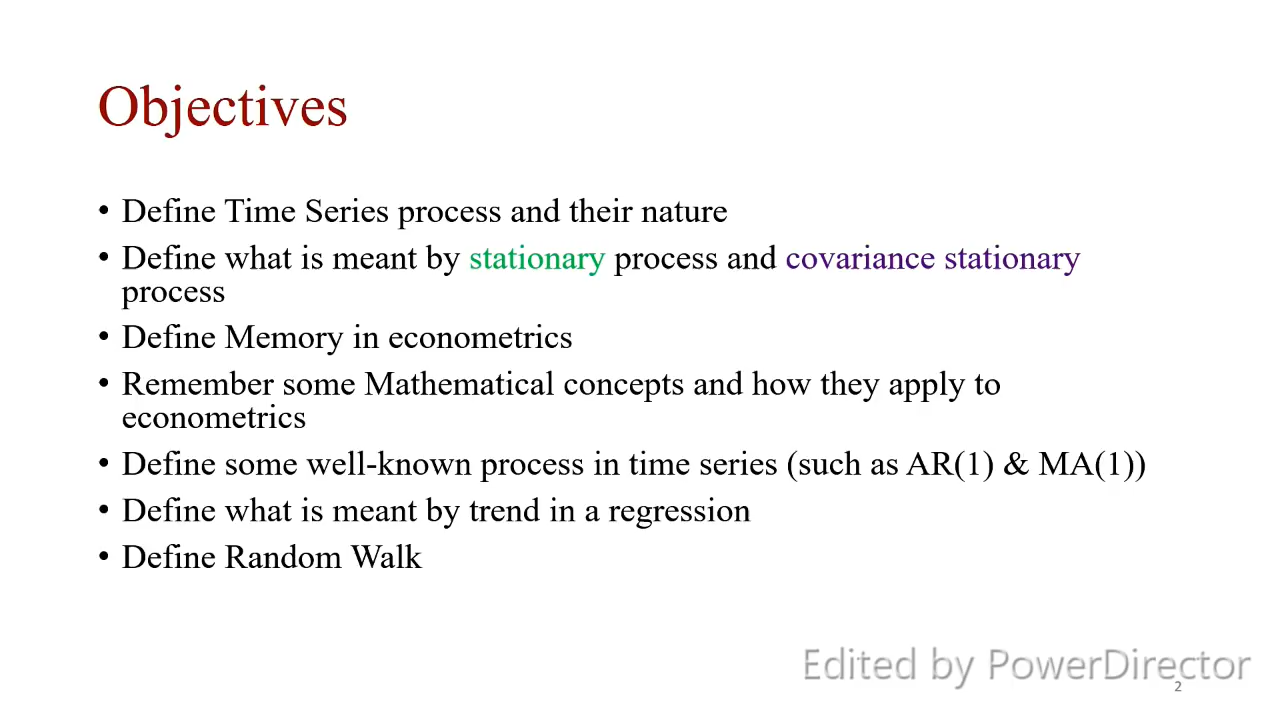 Objectives
• Define Time Series process and their nature
• Define what is meant by stationary process and covariance stationary
process
• Define Memory in econometrics
• Remember some Mathematical concepts and how they apply to
econometrics
• Define some well-known process in time series (such as AR(1) & MA(1))
• Define what is meant by trend in a regression
• Define Random Walk
Edited by PowerDirector
2